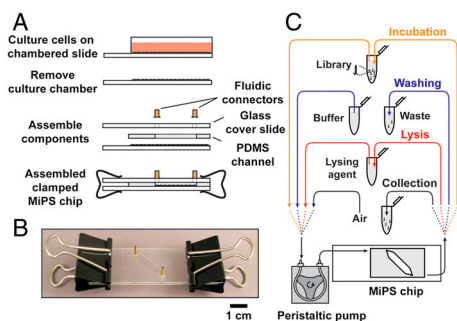 A
Culture cells on
chambered slide
Remove
culture chamber
Assemble
components
Assembled
clamped
MiPS chip
Fluidic
connectors
Glass
cover slide
PDMS
channel
B
1 cm
C
Incubation
Library
Washing
Buffer
Waste
Lysis
Lysing
agent
Collection
Air
MiPS chip
Peristaltic pump